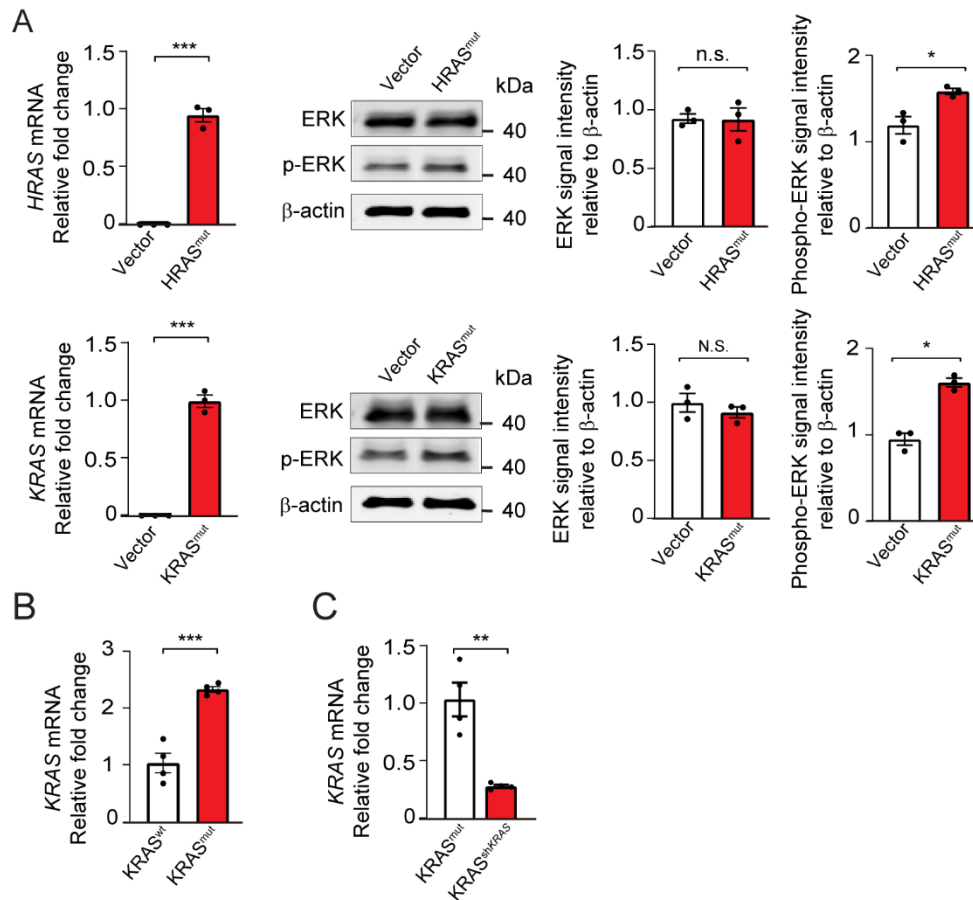 A
HRAS mRNA
Relative fold change
1.5
1.0
0.5
0
***
Vector
HRASmut
Vector
HRASmut
kDa
ERK
40
p-ERK
40
β-actin
40
ERK signal intensity
relative to β-actin
1.5
1.0
0.5
0
n.s.
Vector
HRASmut
Phospho-ERK signal intensity
relative to β-actin
2
1
0
*
Vector
HRASmut
KRAS mRNA
Relative fold change
1.5
1.0
0.5
0
***
Vector
KRASmut
Vector
KRASmut
kDa
ERK
40
p-ERK
40
β-actin
40
ERK signal intensity
relative to β-actin
1.5
1.0
0.5
0
N.S.
Vector
KRASmut
Phospho-ERK signal intensity
relative to β-actin
2
1
0
*
Vector
KRASmut
B
KRAS mRNA
Relative fold change
3
2
1
0
***
KRASwt
KRASmut
C
KRAS mRNA
Relative fold change
1.5
1.0
0.5
0
**
KRASmut
KRASshKRAS